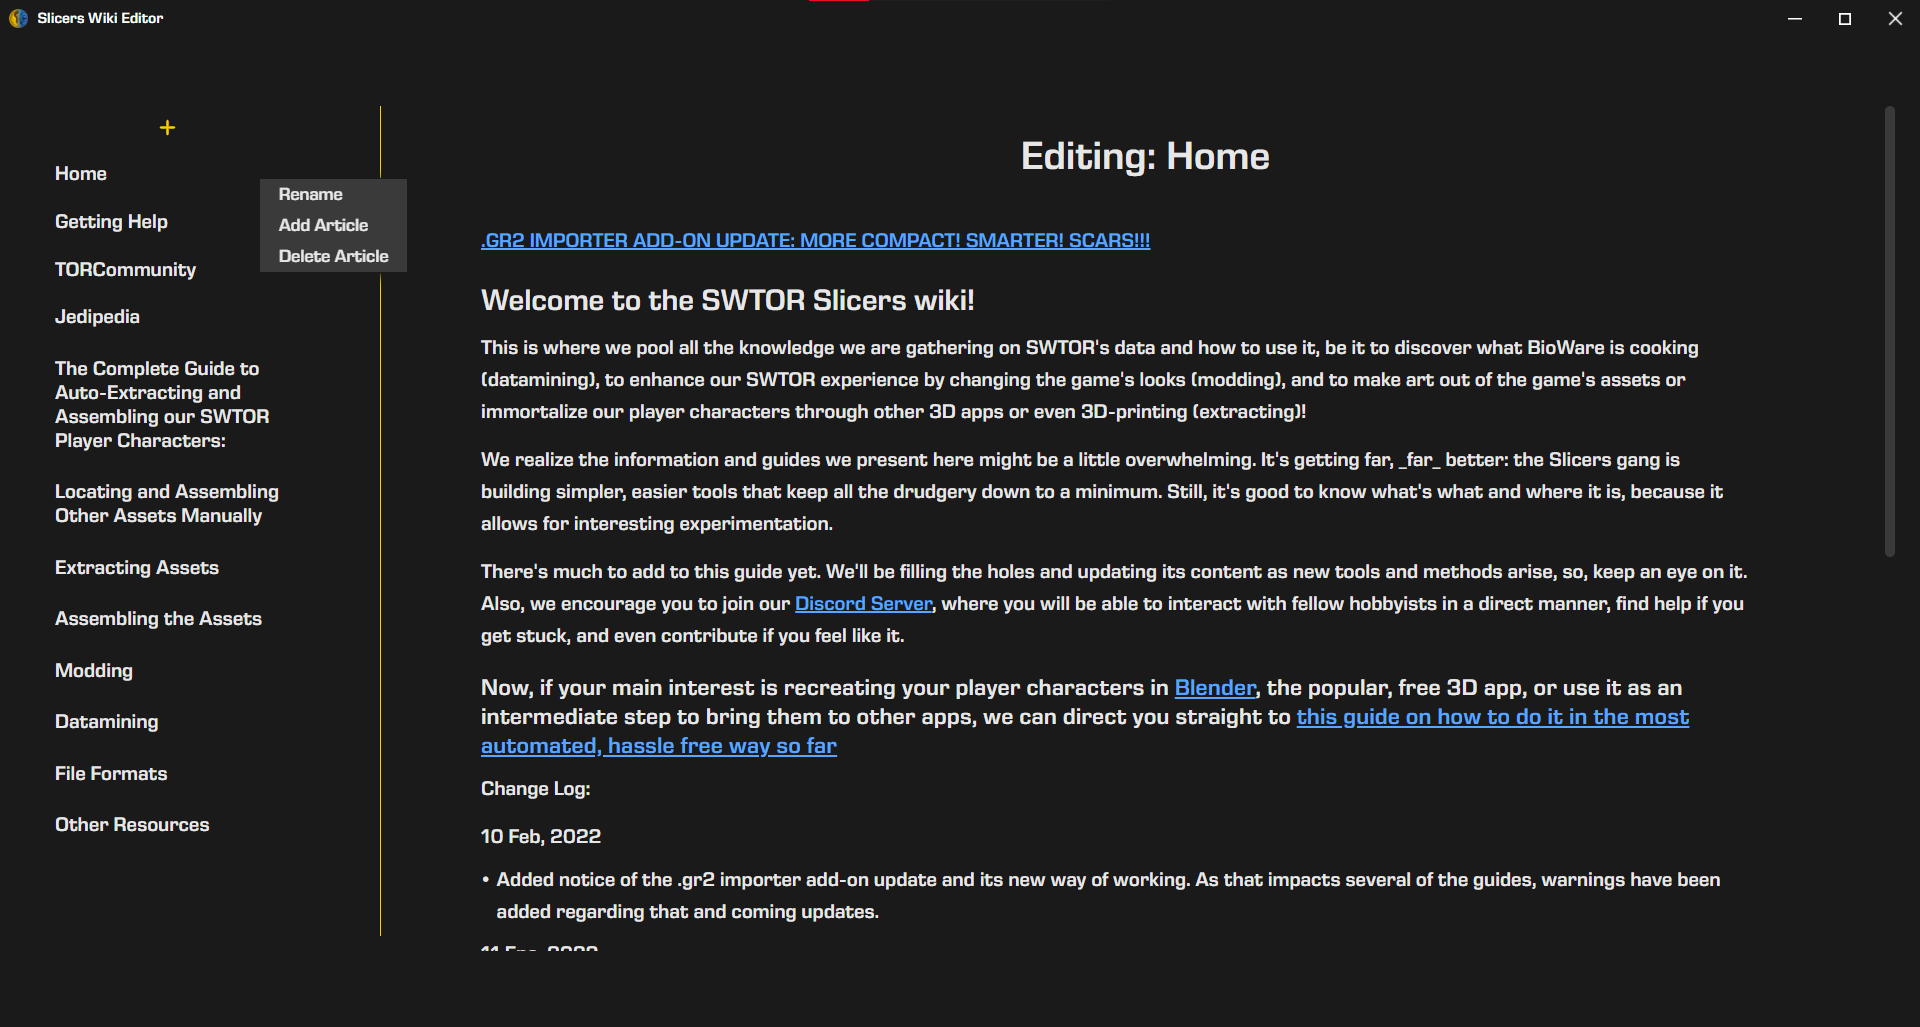 Slicers Wiki Editor
+
Home
Getting Help
TORCommunity
Jedipedia
The Complete Guide to
Auto-Extracting and
Assembling our SWTOR
Player Characters:
Locating and Assembling
Other Assets Manually
Extracting Assets
Assembling the Assets
Modding
Datamining
File Formats
Other Resources
Rename
Add Article
Delete Article
Editing: Home
.GR2 IMPORTER ADD-ON UPDATE: MORE COMPACT! SMARTER! SCARS!!!
Welcome to the SWTOR Slicers wiki!
This is where we pool all the knowledge we are gathering on SWTOR's data and how to use it, be it to discover what BioWare is cooking
(datamining), to enhance our SWTOR experience by changing the game's looks (modding), and to make art out of the game's assets or
immortalize our player characters through other 3D apps or even 3D-printing (extracting)!
We realize the information and guides we present here might be a little overwhelming. It's getting far, _far_ better: the Slicers gang is
building simpler, easier tools that keep all the drudgery down to a minimum. Still, it's good to know what's what and where it is, because it
allows for interesting experimentation.
There's much to add to this guide yet. We'll be filling the holes and updating its content as new tools and methods arise, so, keep an eye on it.
Also, we encourage you to join our Discord Server, where you will be able to interact with fellow hobbyists in a direct manner, find help if you
get stuck, and even contribute if you feel like it.
Now, if your main interest is recreating your player characters in Blender, the popular, free 3D app, or use it as an
intermediate step to bring them to other apps, we can direct you straight to this guide on how to do it in the most
automated, hassle free way so far
Change Log:
10 Feb, 2022
• Added notice of the .gr2 importer add-on update and its new way of working. As that impacts several of the guides, warnings have been
added regarding that and coming updates.